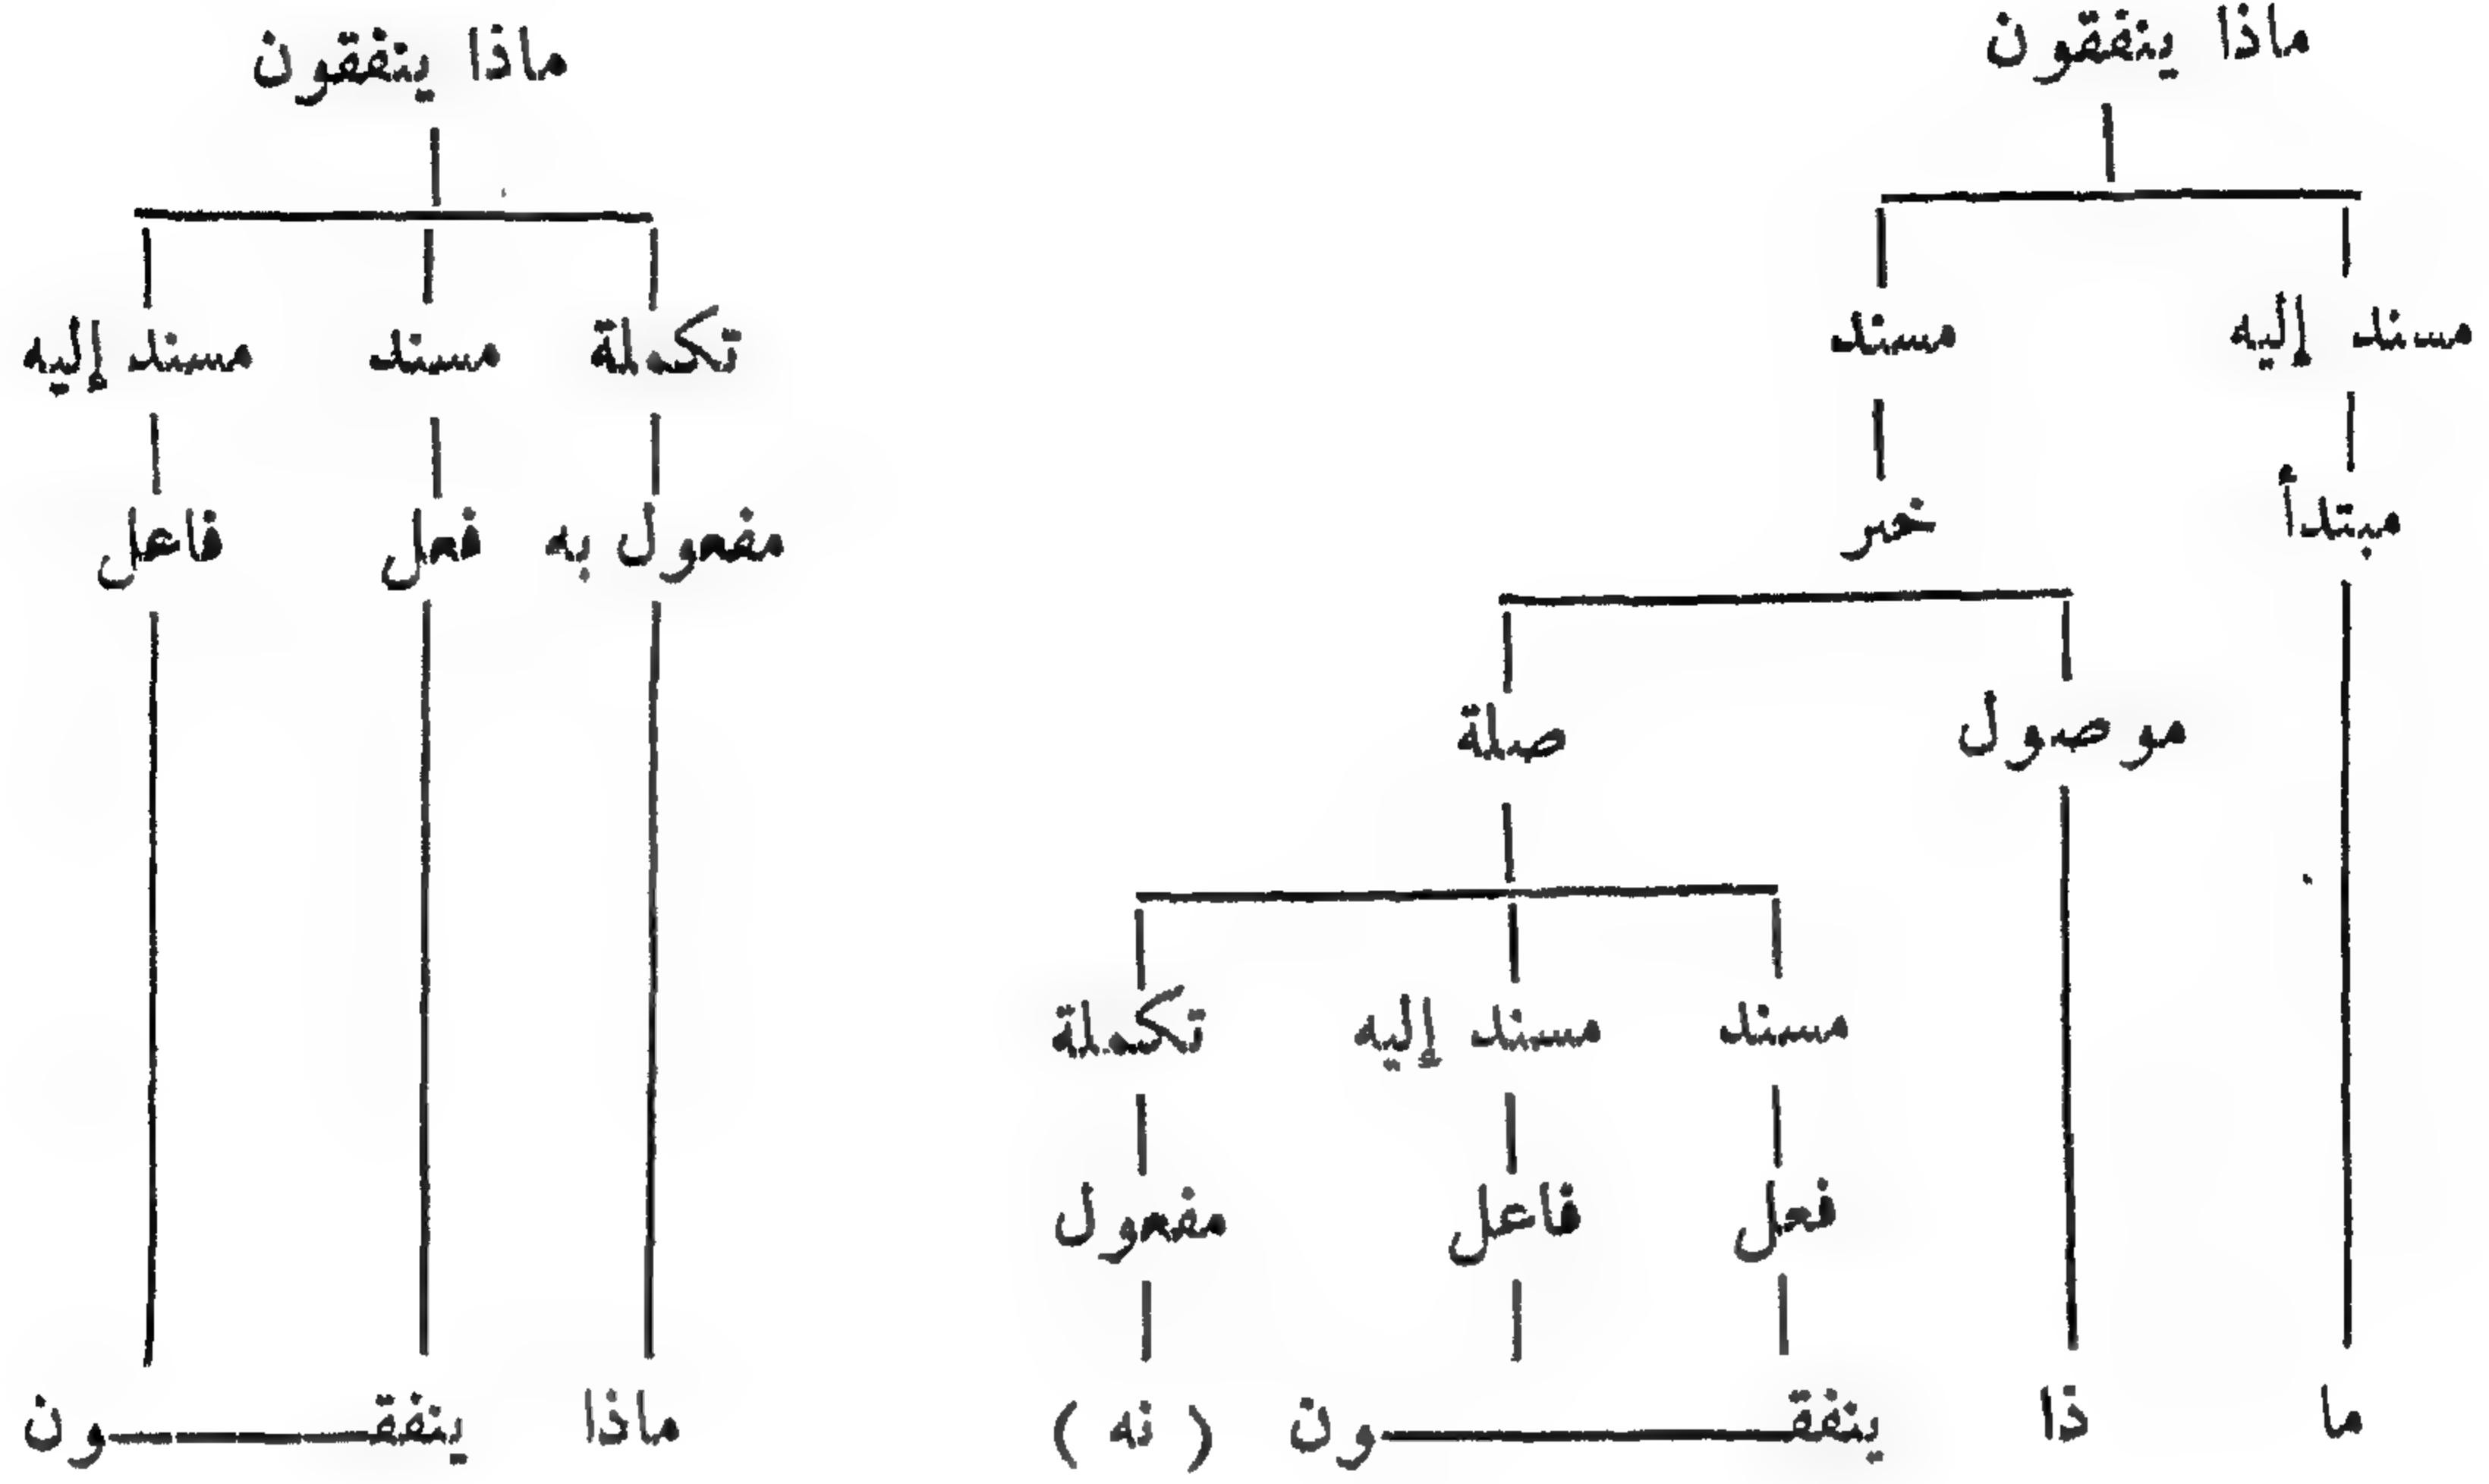 ماذا ينفقون
مسند إليه مسند
مبتدأ خبر
موصول صلة
مسند مسند إليه تكملة
فعل فاعل مفعول
ما ذا ينفقـــــون ( نه )
ماذا ينفقون
تكملة مسند مسند إليه
مفعول به فعل فاعل
ماذا ينفقـــــون